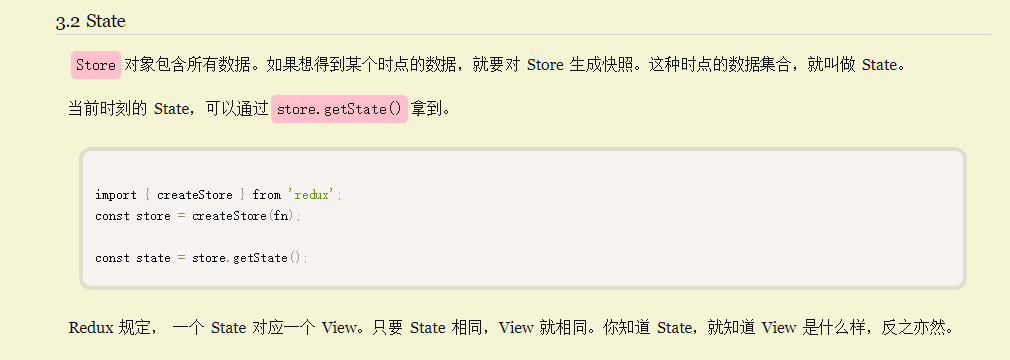 3.2 State
Store 对象包含所有数据。如果想得到某个时点的数据，就要对 Store 生成快照。这种时点的数据集合，就叫做 State。
当前时刻的 State，可以通过 store.getState() 拿到。
import { createStore } from 'redux';
const store = createStore(fn);
const state = store.getState();
Redux 规定， 一个 State 对应一个 View。只要 State 相同，View 就相同。你知道 State，就知道 View 是什么样，反之亦然。